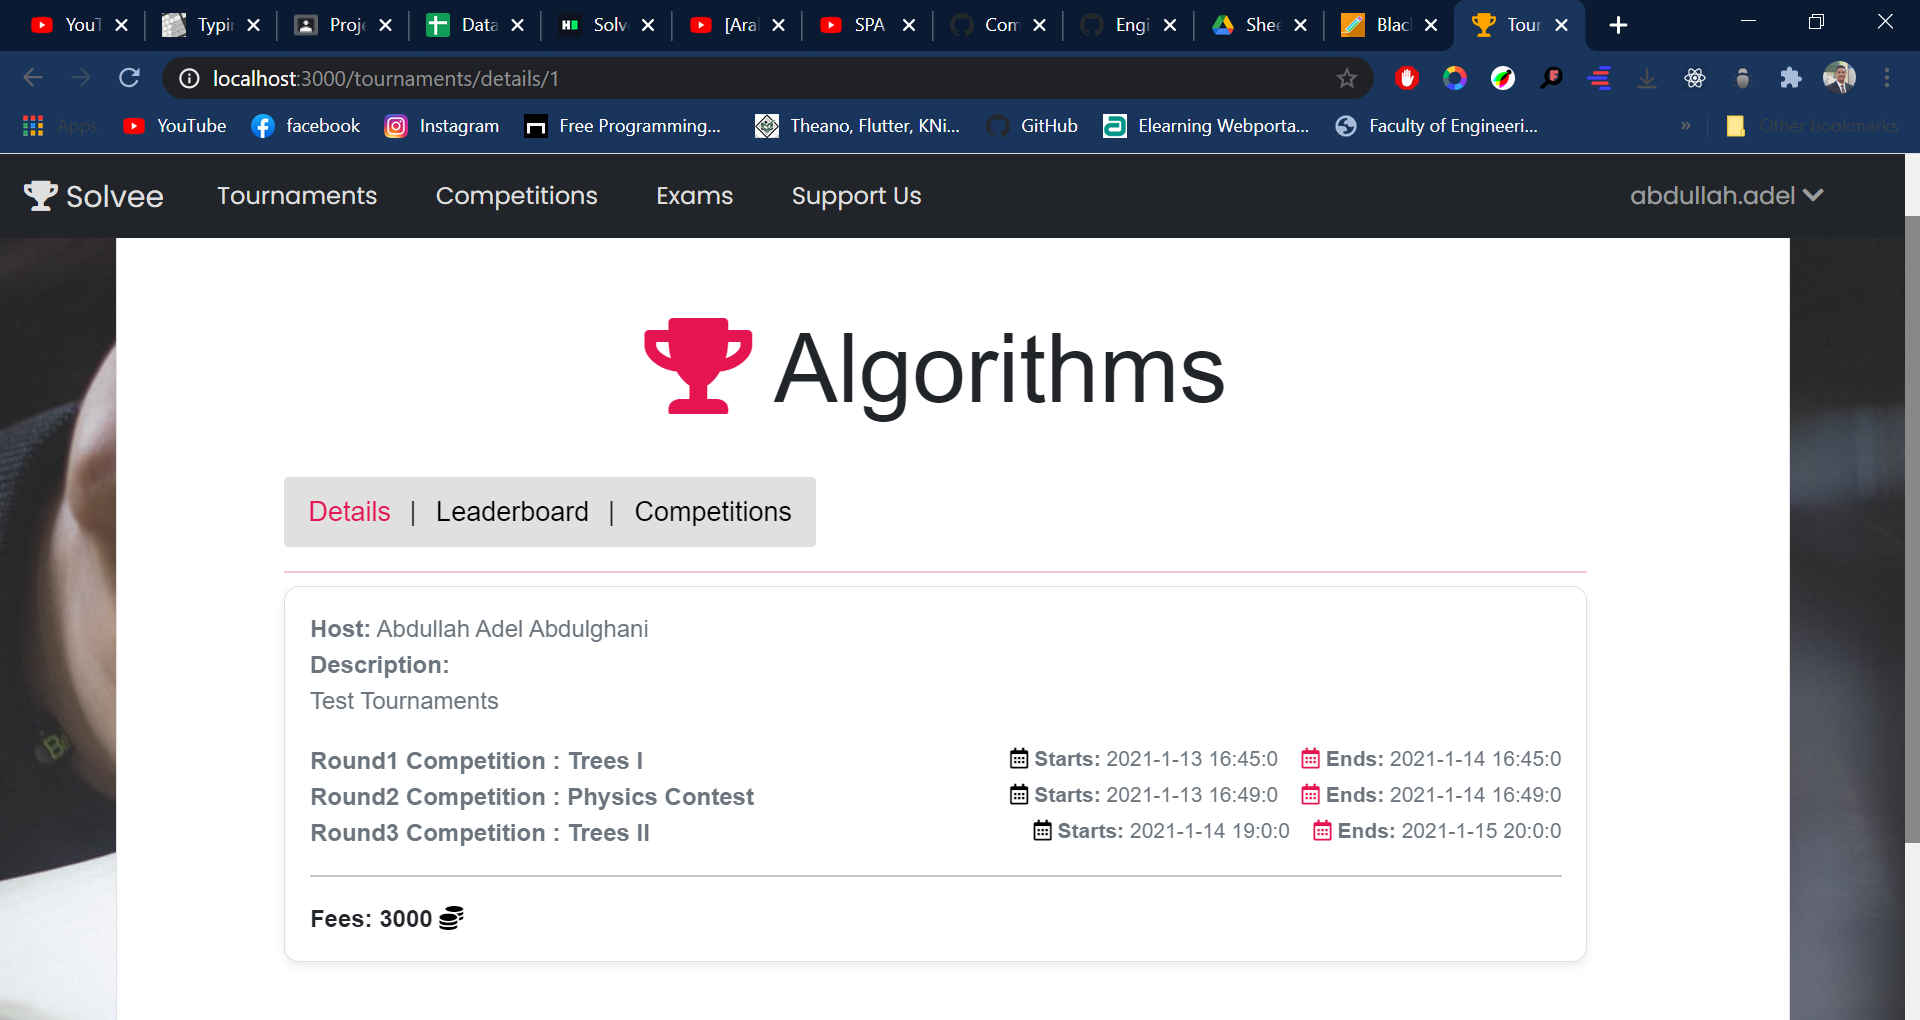 YouT Typi Proj Data Solv [Ara SPA Com Engi She Blac Tour
localhost:3000/tournaments/details/1
Apps YouTube facebook Instagram Free Programming... Theano, Flutter, KNi... GitHub Elearning Webporta... Faculty of Engineeri... » Other bookmarks
Solvee Tournaments Competitions Exams Support Us abdullah.adel
Algorithms
Details | Leaderboard | Competitions
Host: Abdullah Adel Abdulghani
Description:
Test Tournaments
Round1 Competition : Trees I Starts: 2021-1-13 16:45:0 Ends: 2021-1-14 16:45:0
Round2 Competition : Physics Contest Starts: 2021-1-13 16:49:0 Ends: 2021-1-14 16:49:0
Round3 Competition : Trees II Starts: 2021-1-14 19:0:0 Ends: 2021-1-15 20:0:0
Fees: 3000